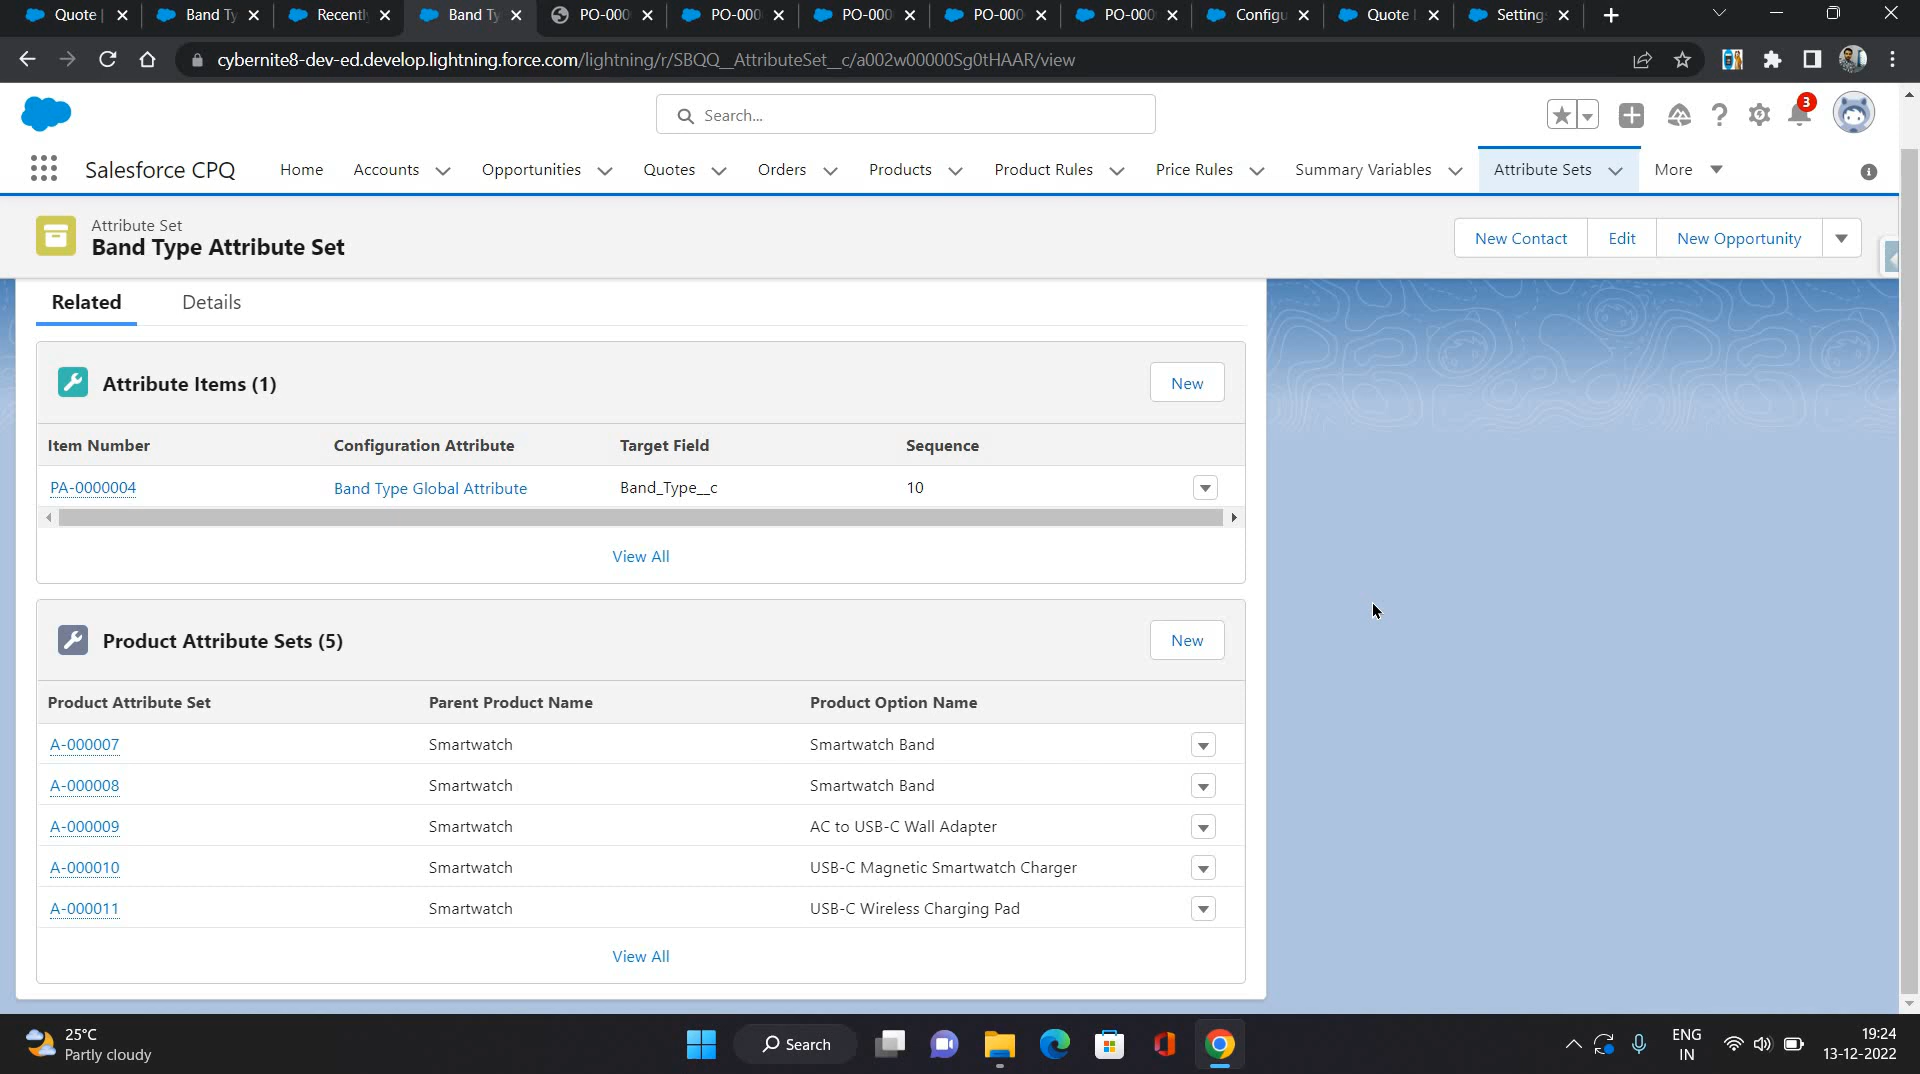 Quote | Band Ty Recently Band Ty PO-000 PO-000 PO-000 PO-000 PO-000 Configu Quote | Setting
cybernite8-dev-ed.develop.lightning.force.com/lightning/r/SBQQ__AttributeSet__c/a002w00000Sg0tHAAR/view
Search...
3
Salesforce CPQ Home Accounts Opportunities Quotes Orders Products Product Rules Price Rules Summary Variables Attribute Sets More
Attribute Set
Band Type Attribute Set
New Contact Edit New Opportunity
Related Details
Attribute Items (1) New
Item Number Configuration Attribute Target Field Sequence
PA-0000004 Band Type Global Attribute Band_Type__c 10
View All
Product Attribute Sets (5) New
Product Attribute Set Parent Product Name Product Option Name
A-000007 Smartwatch Smartwatch Band
A-000008 Smartwatch Smartwatch Band
A-000009 Smartwatch AC to USB-C Wall Adapter
A-000010 Smartwatch USB-C Magnetic Smartwatch Charger
A-000011 Smartwatch USB-C Wireless Charging Pad
View All
25°C
Partly cloudy
Search
ENG
IN
19:24
13-12-2022